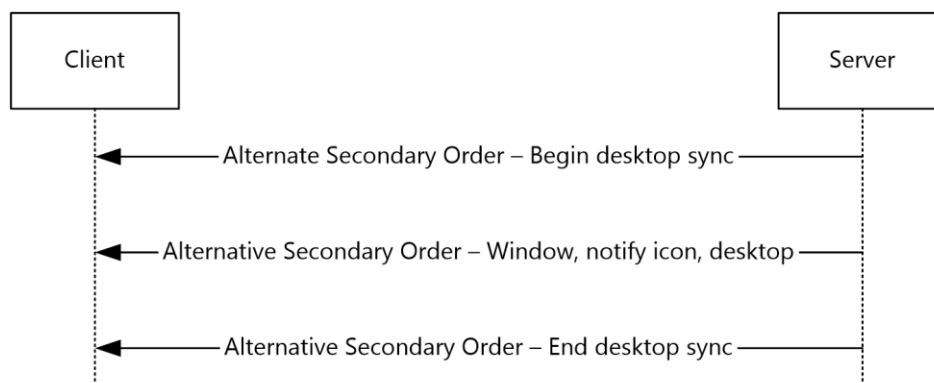 Client
Server
Alternate Secondary Order – Begin desktop sync
Alternative Secondary Order – Window, notify icon, desktop
Alternative Secondary Order – End desktop sync